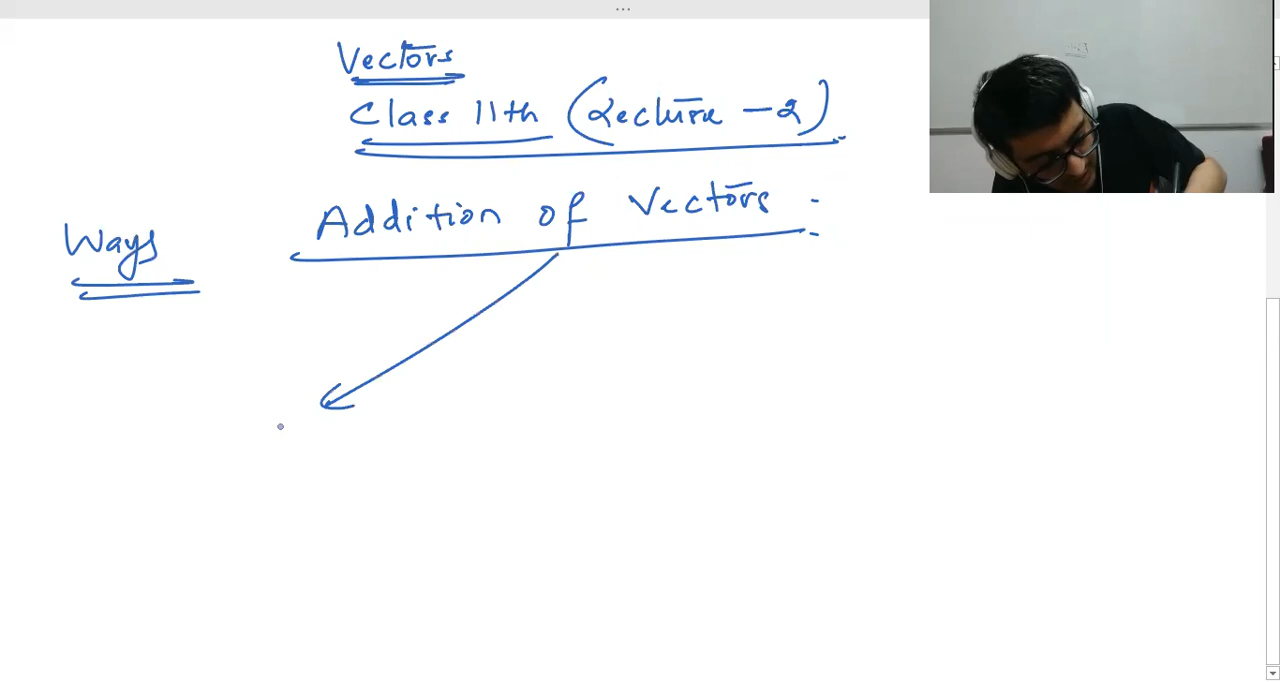 Vectors
Class 11th (Lecture - 2)
Addition of Vectors :-
Ways